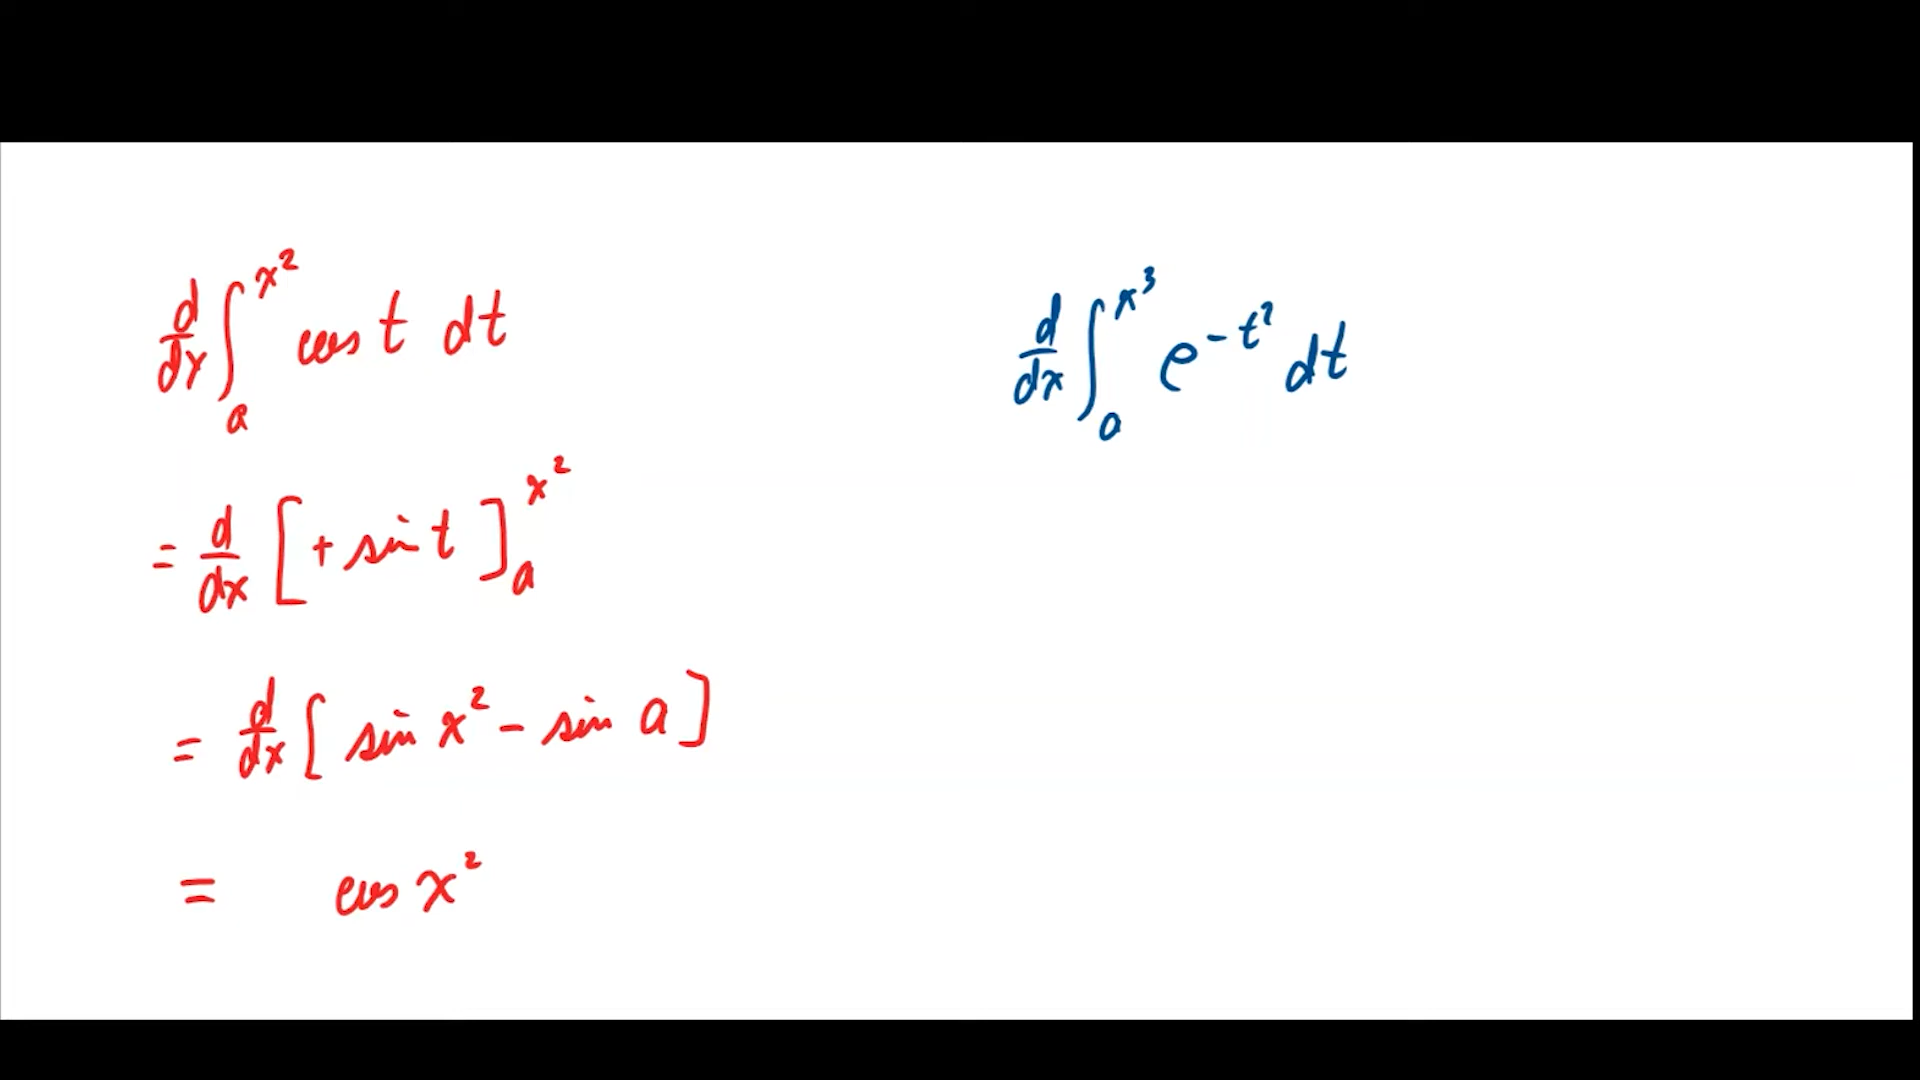 d/dx ∫_a^{x²} cos t dt
= d/dx [+ sin t]_a^{x²}
= d/dx [sin x² - sin a]
= cos x²
d/dx ∫_a^{x³} e^{-t²} dt